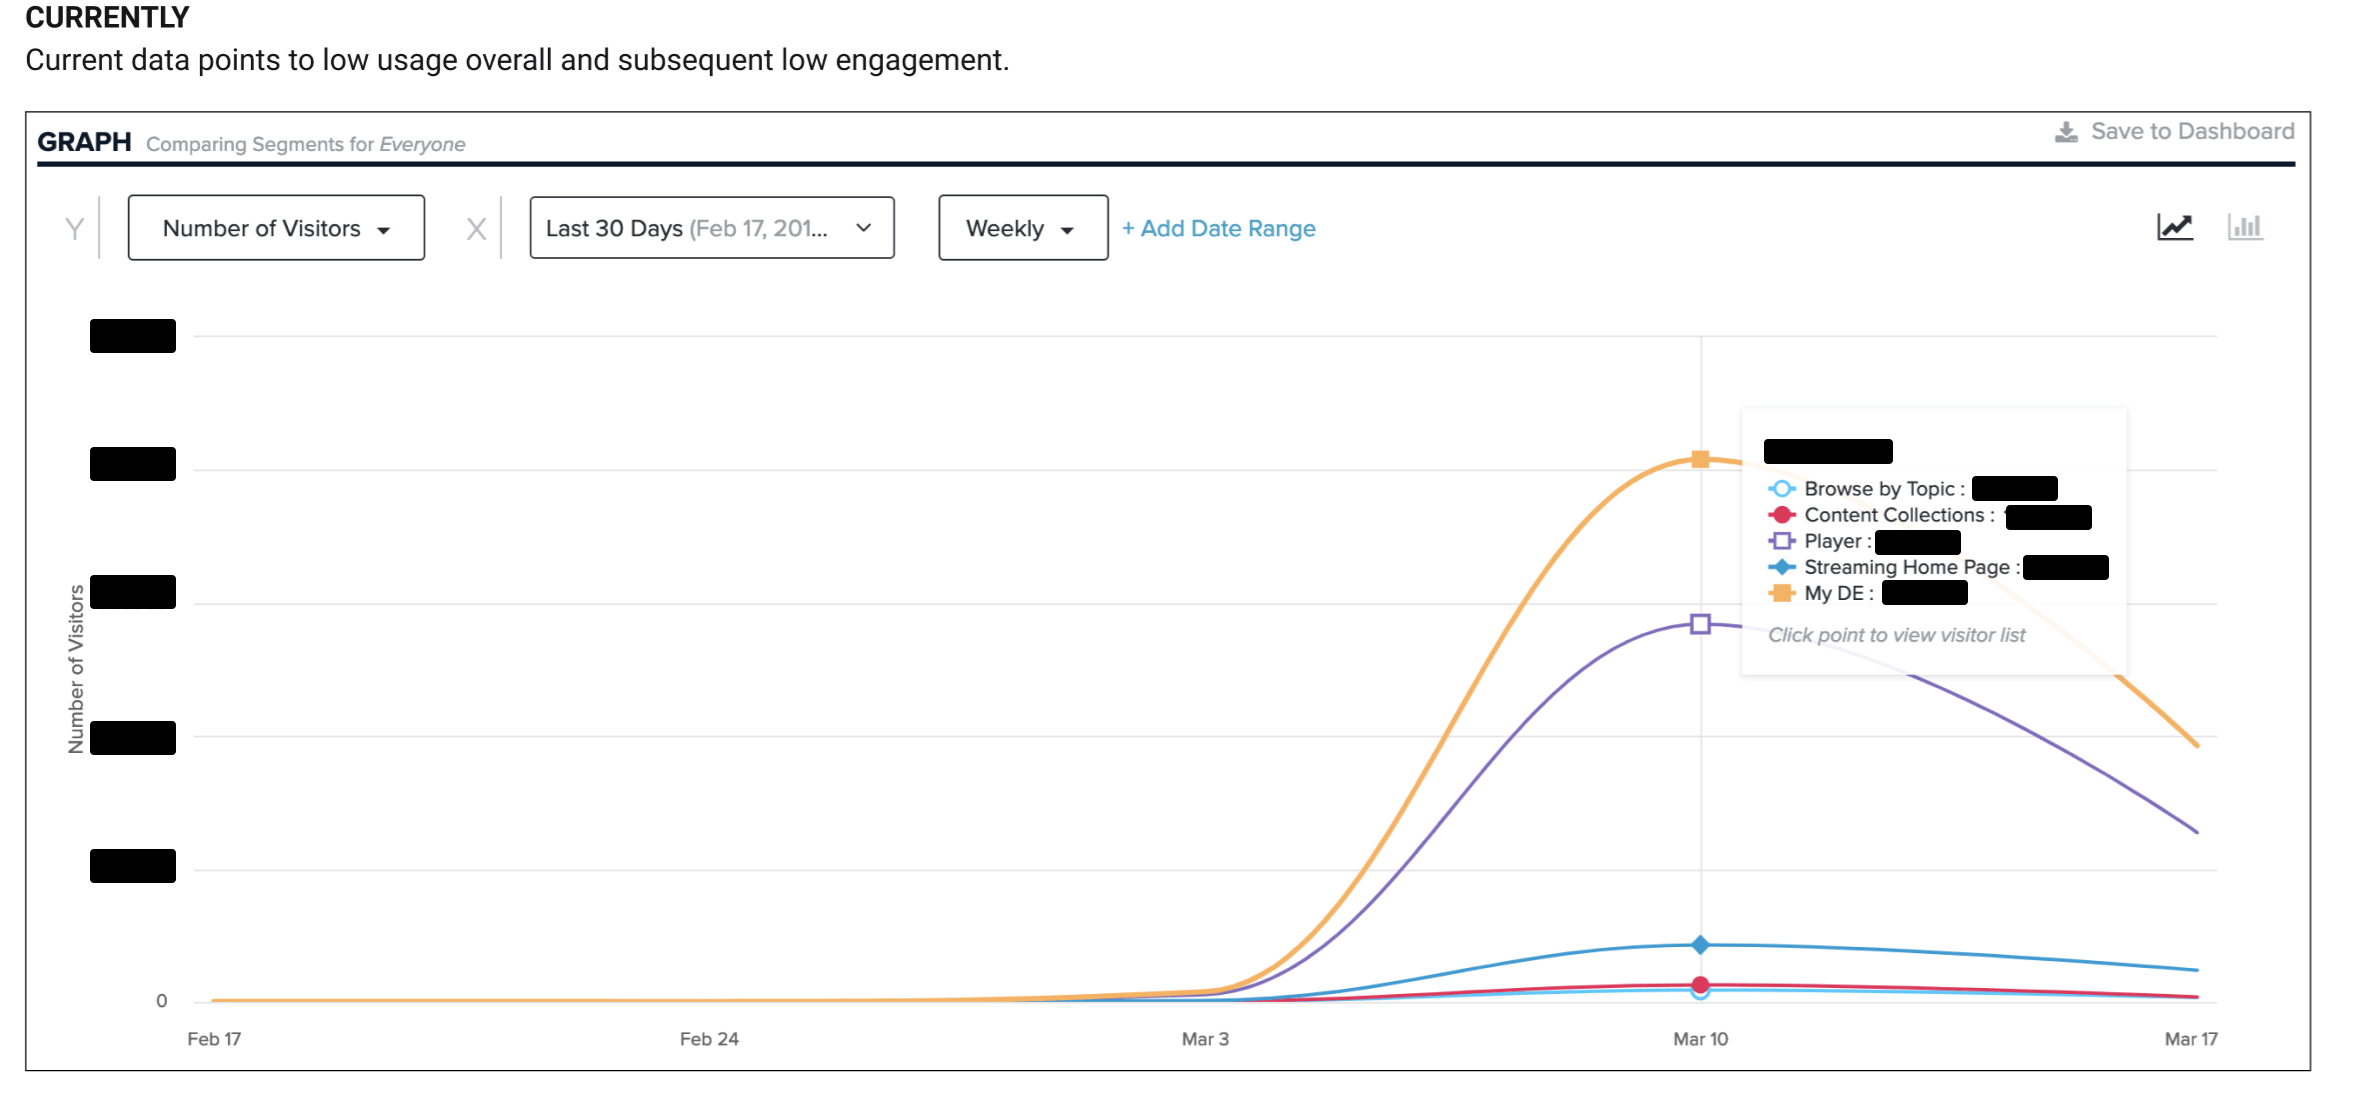 CURRENTLY
Current data points to low usage overall and subsequent low engagement.
GRAPH Comparing Segments for Everyone
Save to Dashboard
Y Number of Visitors X Last 30 Days (Feb 17, 201... Weekly + Add Date Range
Number of Visitors
Browse by Topic :
Content Collections :
Player :
Streaming Home Page :
My DE :
Click point to view visitor list
0
Feb 17 Feb 24 Mar 3 Mar 10 Mar 17